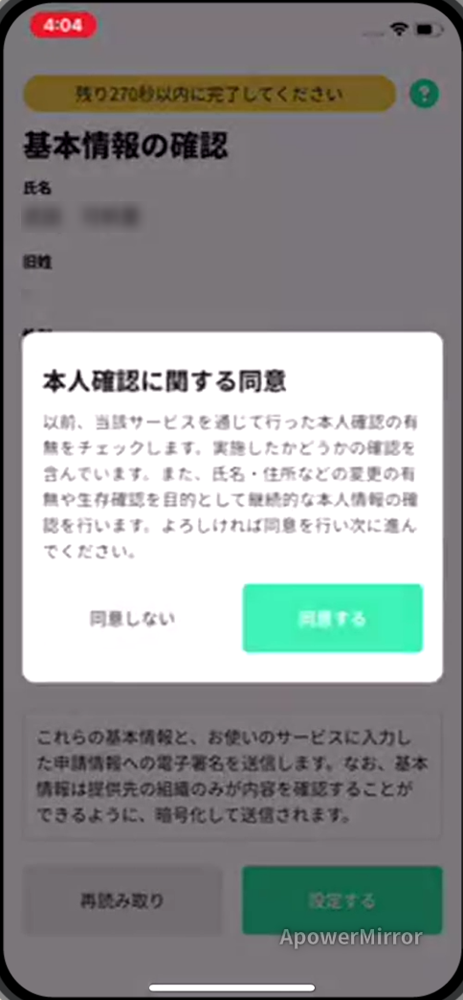 4:04
残り270秒以内に完了してください
?
基本情報の確認
氏名
旧姓
本人確認に関する同意
以前、当該サービスを通じて行った本人確認の有
無をチェックします。実施したかどうかの確認を
含んでいます。また、氏名・住所などの変更の有
無や生存確認を目的として継続的な本人情報の確
認を行います。よろしければ同意を行い次に進ん
でください。
同意しない
同意する
これらの基本情報と、お使いのサービスに入力し
た申請情報への電子署名を送信します。なお、基本
情報は提供先の組織のみが内容を確認することが
できるように、暗号化して送信されます。
再読み取り
設定する
ApowerMirror